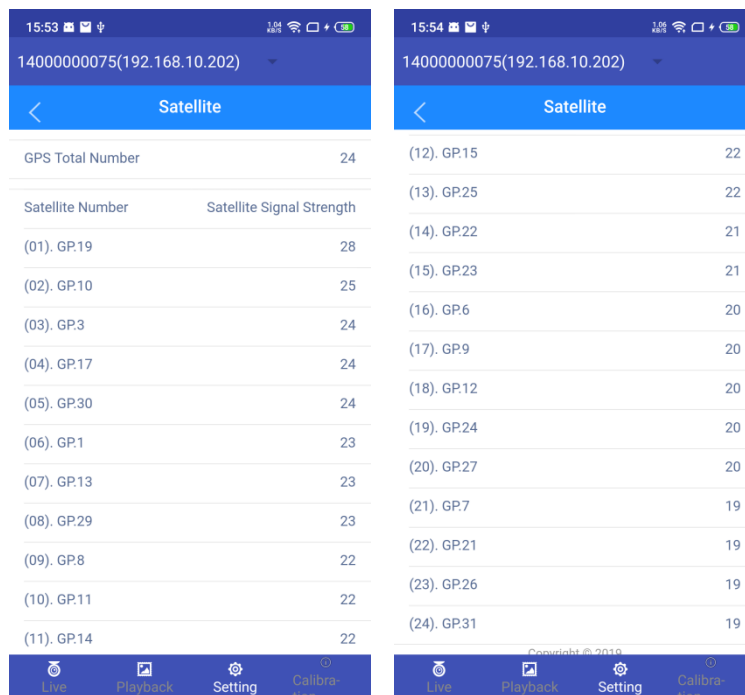 15:53
1.04 KB/S
58
14000000075(192.168.10.202)
Satellite
GPS Total Number 24
Satellite Number Satellite Signal Strength
(01). GP.19 28
(02). GP.10 25
(03). GP.3 24
(04). GP.17 24
(05). GP.30 24
(06). GP.1 23
(07). GP.13 23
(08). GP.29 23
(09). GP.8 22
(10). GP.11 22
(11). GP.14 22
Live Playback Setting Calibra-
15:54
1.06 KB/S
58
14000000075(192.168.10.202)
Satellite
(12). GP.15 22
(13). GP.25 22
(14). GP.22 21
(15). GP.23 21
(16). GP.6 20
(17). GP.9 20
(18). GP.12 20
(19). GP.24 20
(20). GP.27 20
(21). GP.7 19
(22). GP.21 19
(23). GP.26 19
(24). GP.31 19
Copyright © 2019
Live Playback Setting Calibra-